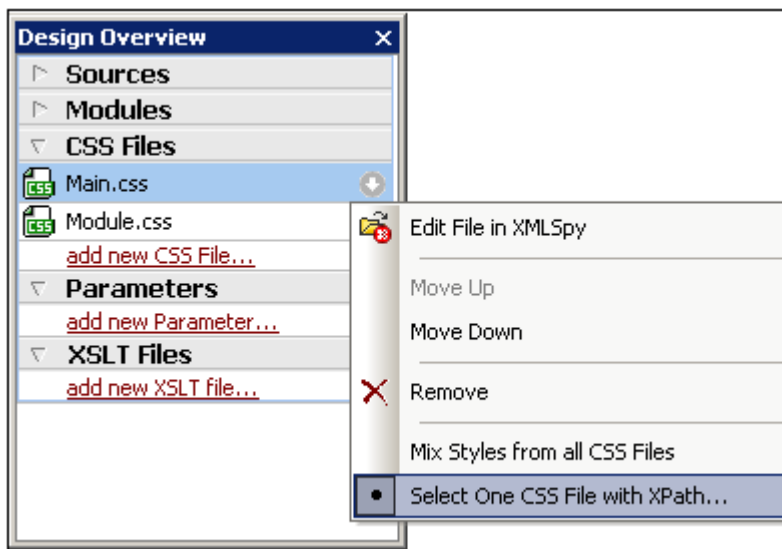 Design Overview
Sources
Modules
CSS Files
CSS Main.css
CSS Module.css
add new CSS File...
Parameters
add new Parameter...
XSLT Files
add new XSLT file...
Edit File in XMLSpy
Move Up
Move Down
Remove
Mix Styles from all CSS Files
Select One CSS File with XPath...